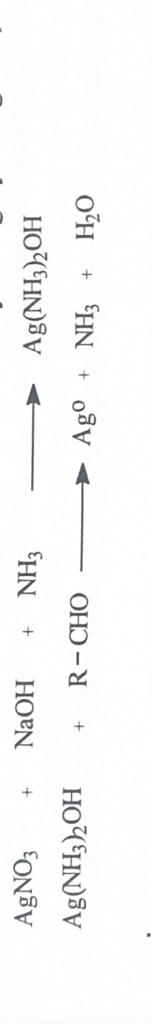 AgNO₃ + NaOH + NH₃ ⟶ Ag(NH₃)₂OH
Ag(NH₃)₂OH + R–CHO ⟶ Ag⁰ + NH₃ + H₂O